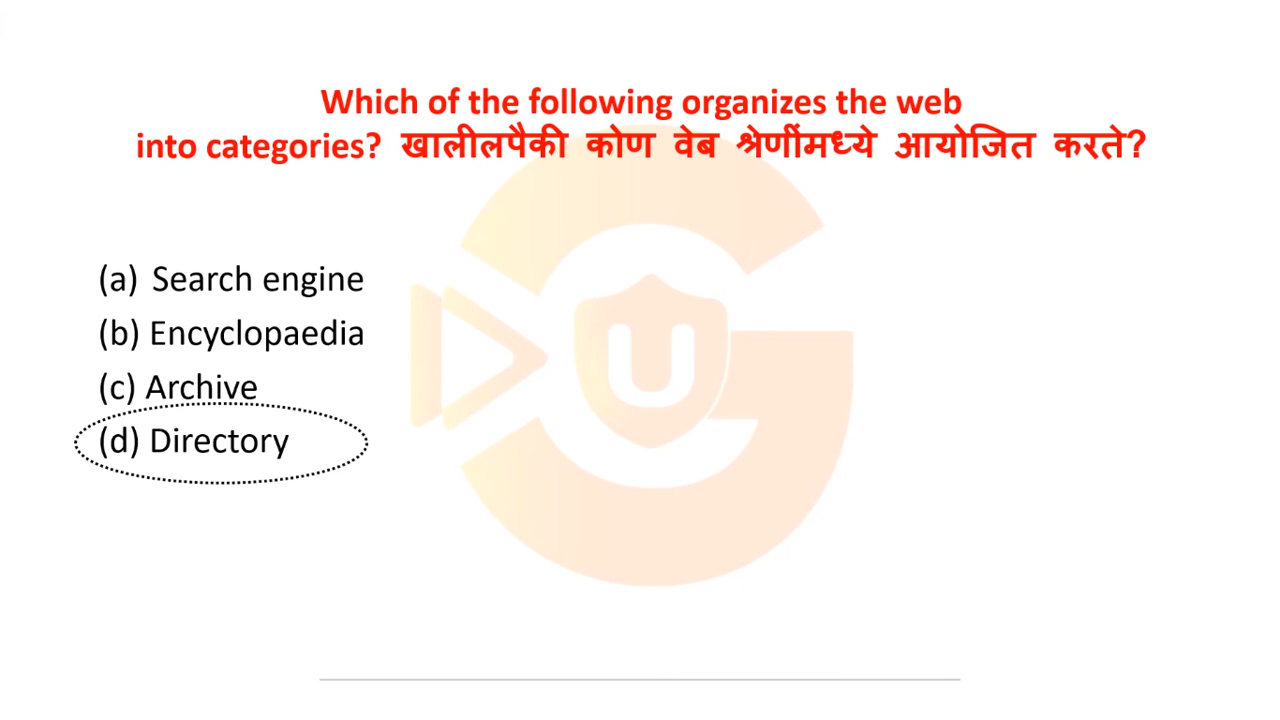 Which of the following organizes the web
into categories? खालीलपैकी कोण वेब श्रेणींमध्ये आयोजित करते?
(a) Search engine
(b) Encyclopaedia
(c) Archive
(d) Directory
U